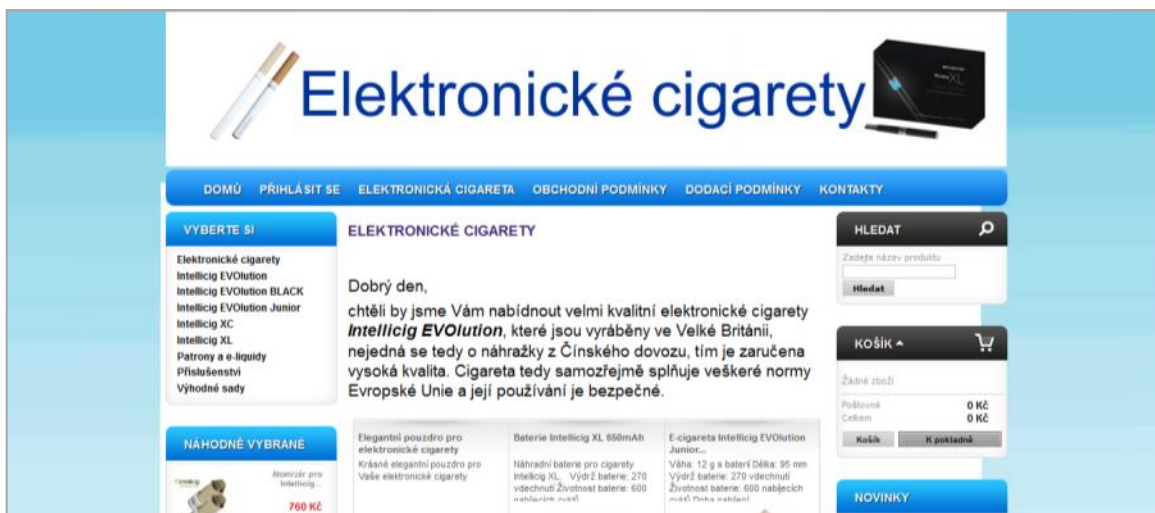 Elektronické cigarety
DOMŮ PŘIHLÁSIT SE ELEKTRONICKÁ CIGARETA OBCHODNÍ PODMÍNKY DODACÍ PODMÍNKY KONTAKTY
VYBERTE SI
Elektronické cigarety
Intellicig EVOlution
Intellicig EVOlution BLACK
Intellicig EVOlution Junior
Intellicig XC
Intellicig XL
Patrony a e-liquidy
Příslušenství
Výhodné sady
NÁHODNĚ VYBRANÉ
Atomizér pro
Intellicig...
760 Kč
ELEKTRONICKÉ CIGARETY
Dobrý den,
chtěli by jsme Vám nabídnout velmi kvalitní elektronické cigarety
Intellicig EVOlution, které jsou vyráběny ve Velké Británii,
nejedná se tedy o náhražky z Čínského dovozu, tím je zaručena
vysoká kvalita. Cigareta tedy samozřejmě splňuje veškeré normy
Evropské Unie a její používání je bezpečné.
Elegantní pouzdro pro
elektronické cigarety
Krásné elegantní pouzdro pro
Vaše elektronické cigarety.
Baterie Intellicig XL 650mAh
Náhradní baterie pro cigarety
Intellicig XL. Výdrž baterie: 270
vdechnutí Životnost baterie: 600
nabíjecích cyklů
E-cigareta Intellicig EVOlution
Junior...
Váha: 12 g s baterií Délka: 95 mm
Výdrž baterie: 270 vdechnutí
Životnost baterie: 600 nabíjecích
cyklů Doba nabíjení
HLEDAT
Zadejte název produktu
Hledat
KOŠÍK
Žádné zboží
Poštovné 0 Kč
Celkem 0 Kč
Košík K pokladně
NOVINKY